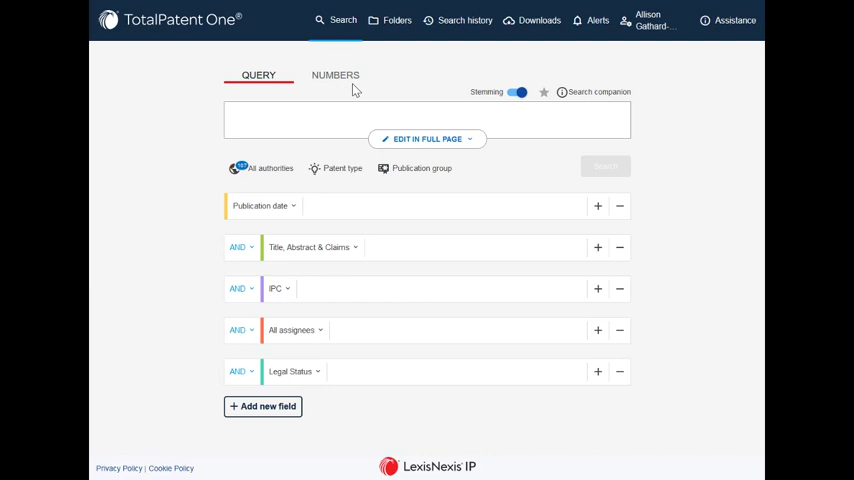 TotalPatent One® Search Folders Search history Downloads Alerts Allison Gathard-... Assistance
QUERY NUMBERS
Stemming Search companion
EDIT IN FULL PAGE
167 All authorities Patent type Publication group Search
Publication date
AND Title, Abstract & Claims
AND IPC
AND All assignees
AND Legal Status
+ Add new field
Privacy Policy | Cookie Policy LexisNexis® IP